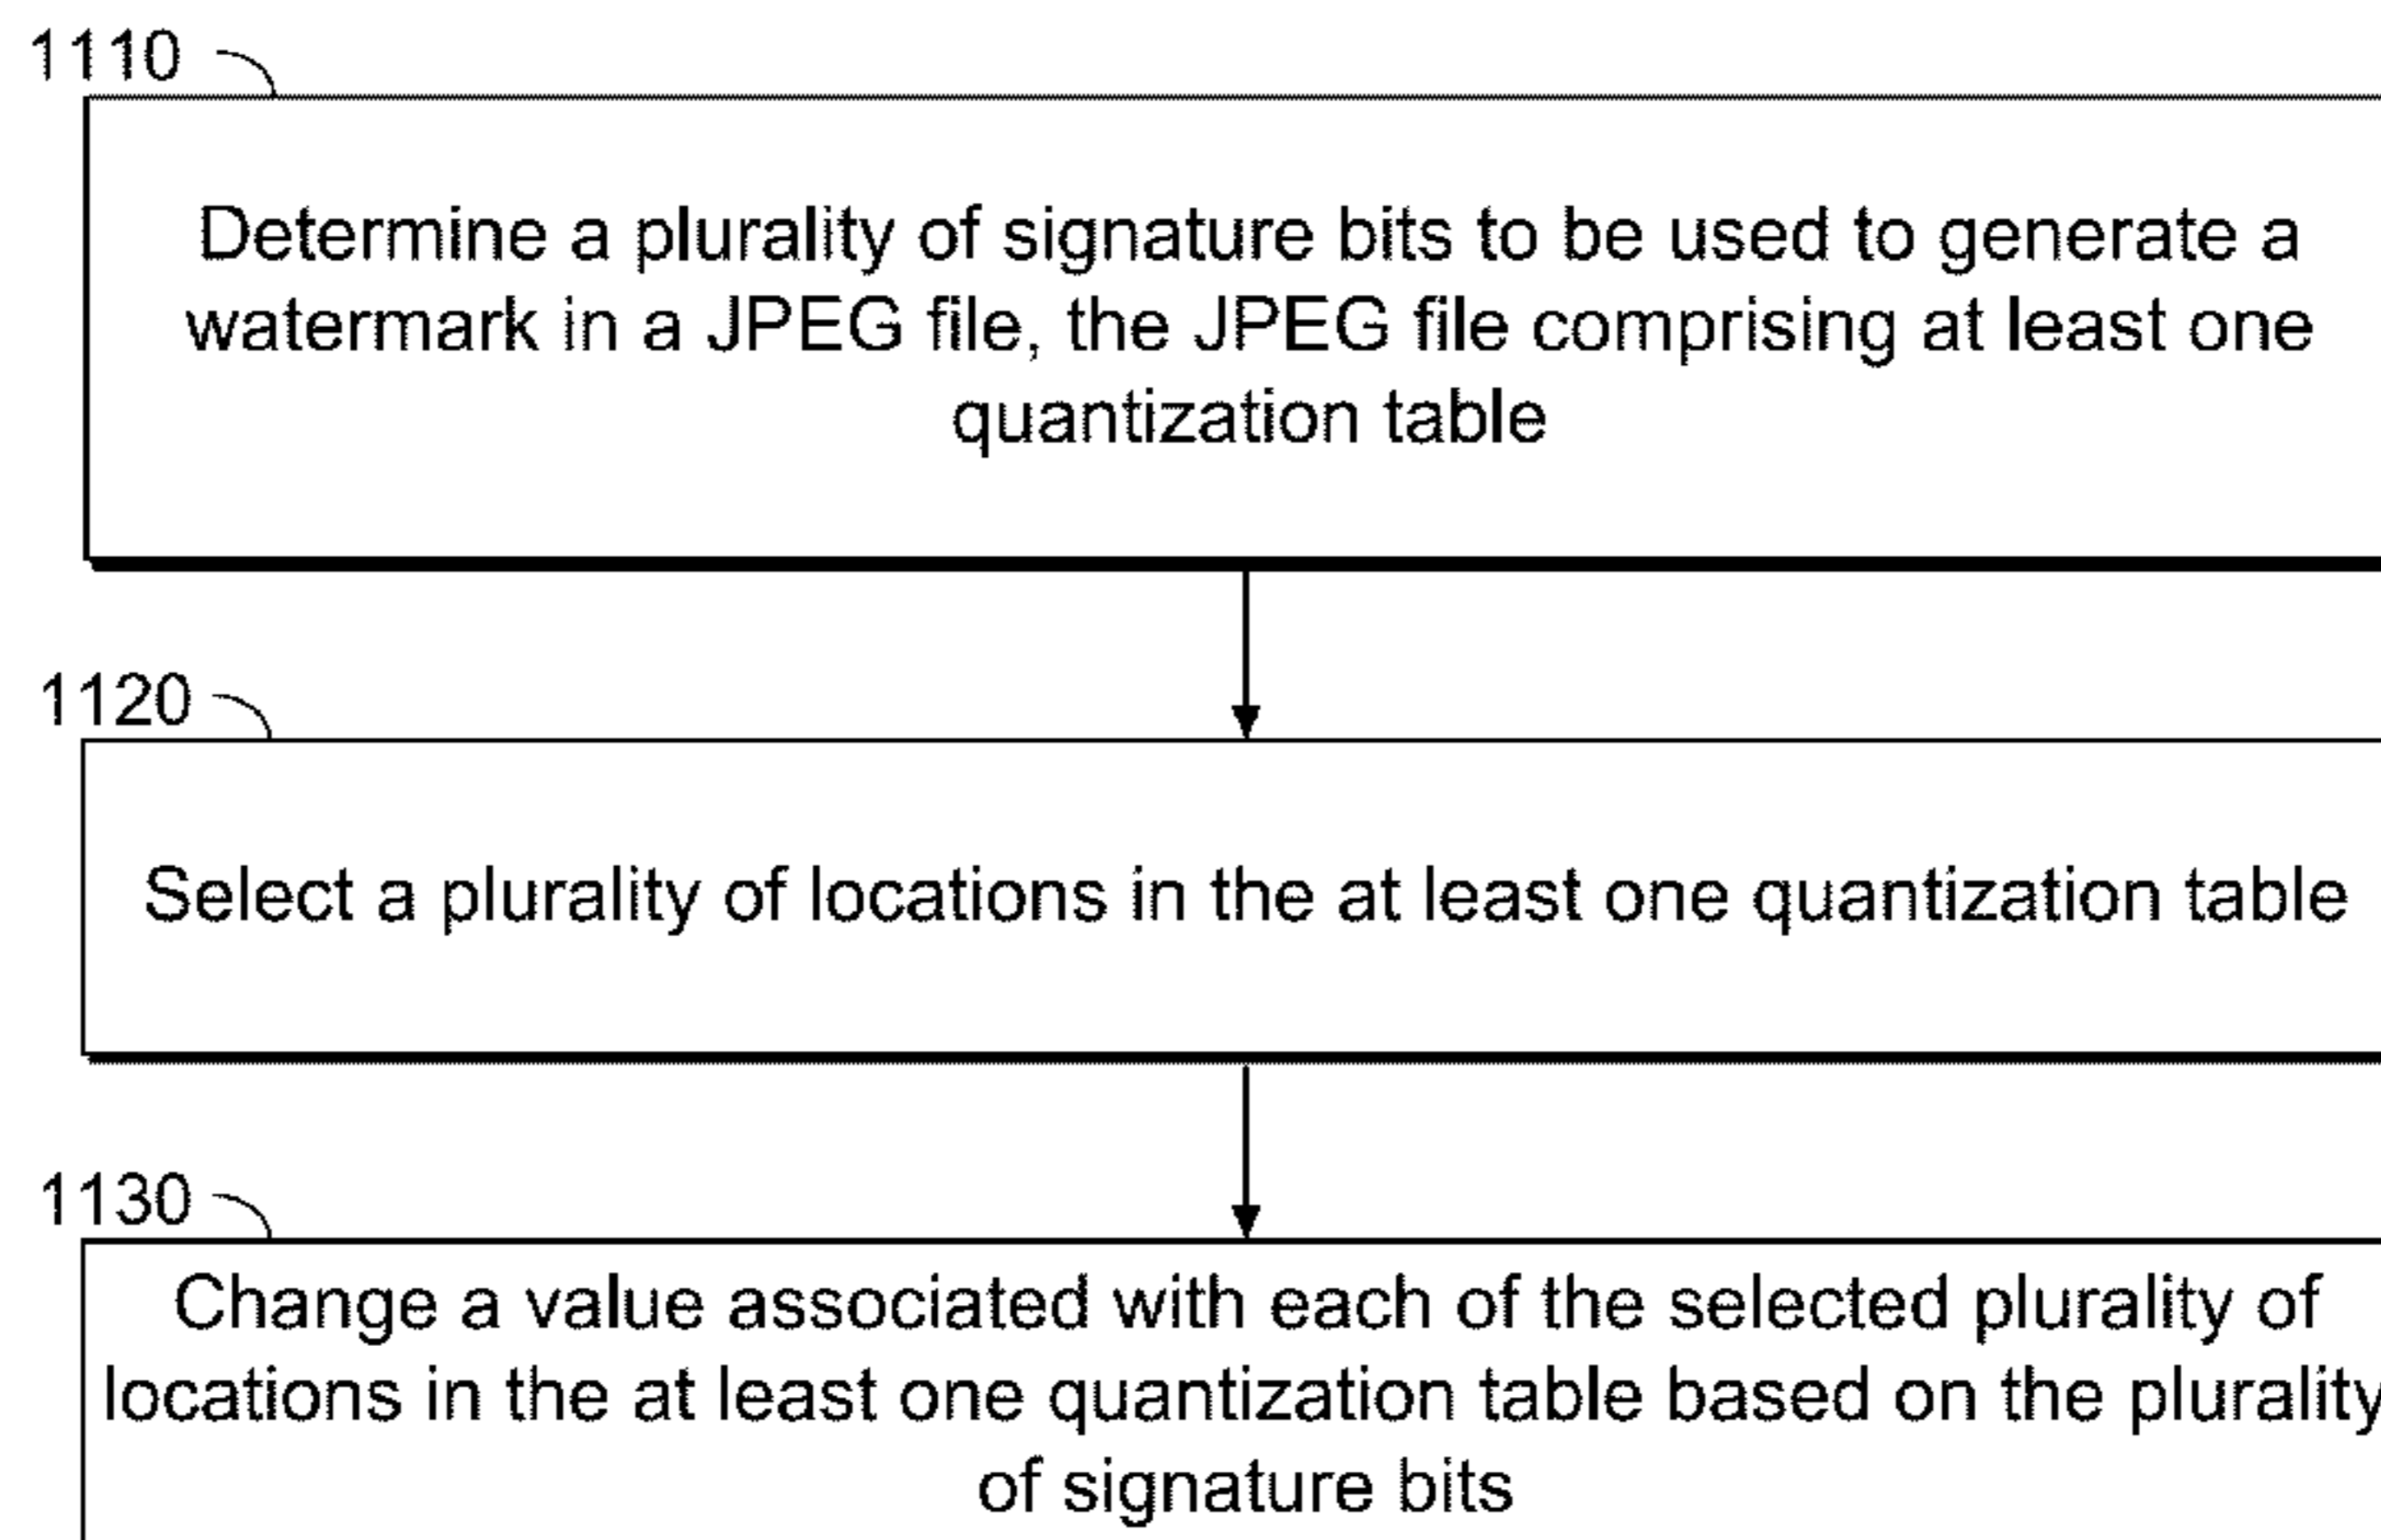 1110
Determine a plurality of signature bits to be used to generate a
watermark in a JPEG file, the JPEG file comprising at least one
quantization table
1120
Select a plurality of locations in the at least one quantization table
1130
Change a value associated with each of the selected plurality of
locations in the at least one quantization table based on the plurality
of signature bits